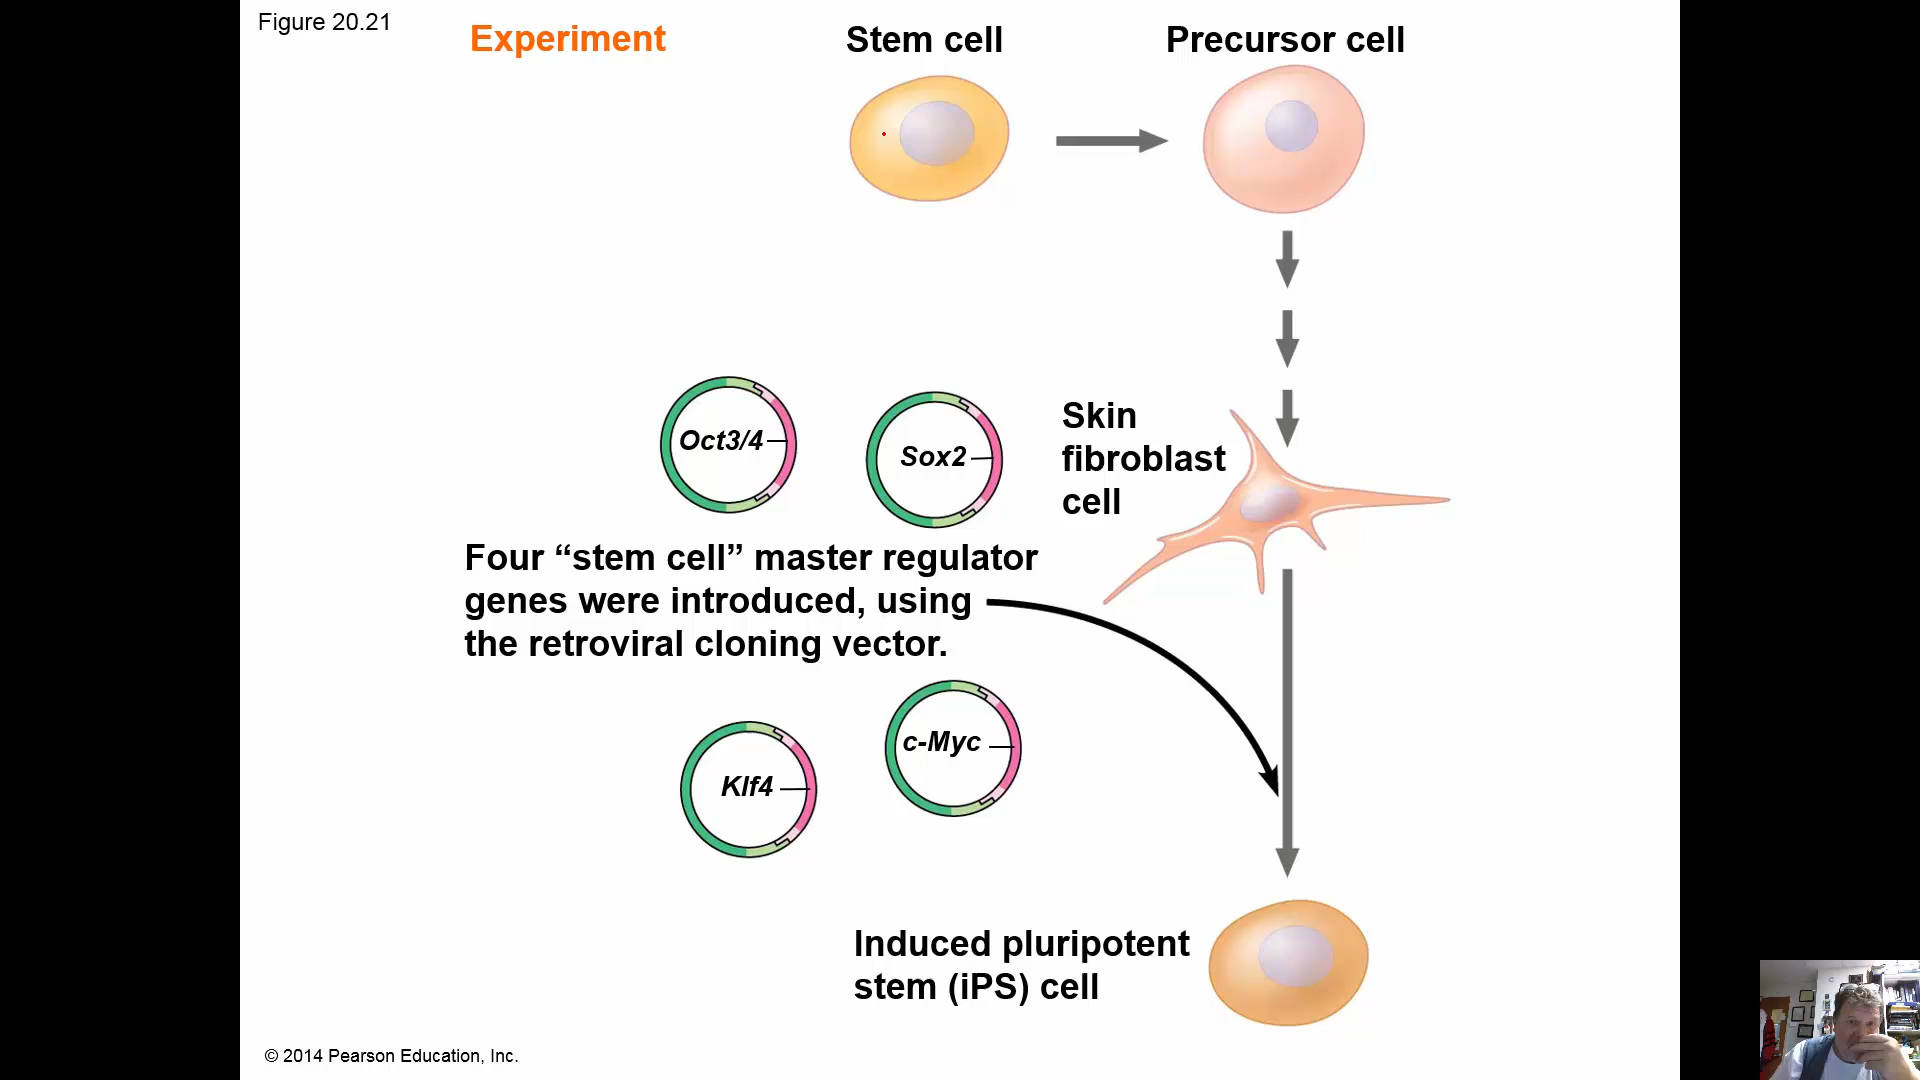 Figure 20.21
Experiment
Stem cell
Precursor cell
Oct3/4
Sox2
Skin
fibroblast
cell
Four “stem cell” master regulator
genes were introduced, using
the retroviral cloning vector.
Klf4
c-Myc
Induced pluripotent
stem (iPS) cell
© 2014 Pearson Education, Inc.